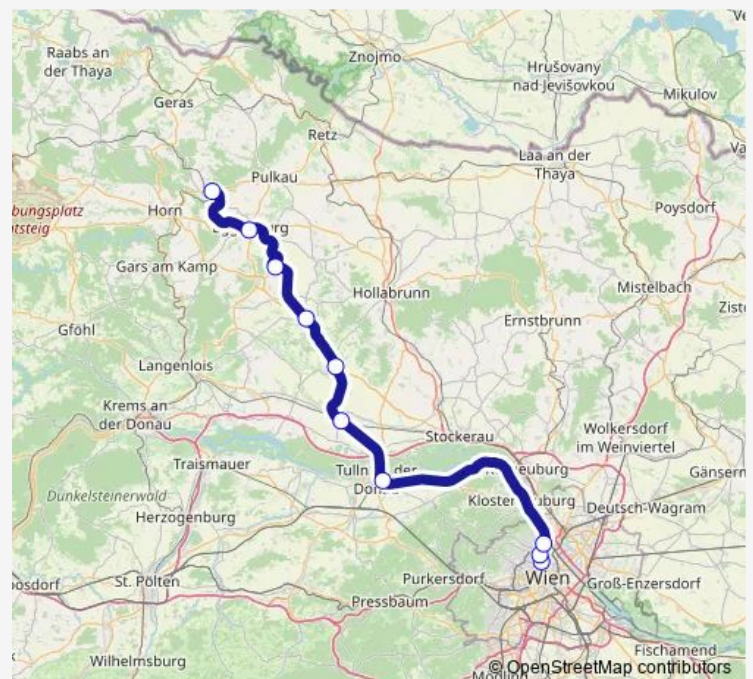 Raabs an
der Thaya
Znojmo
Hrušovany
nad Jevišovkou
Mikulov
Geras
Retz
Laa an der
Thaya
Pulkau
Horn
Poysdorf
Gars am Kamp
Mistelbach
Hollabrunn
Ernstbrunn
Gföhl
Langenlois
Krems an
der Donau
Stockerau
Wolkersdorf
im Weinviertel
Traismauer
Dunkelsteinerwald
Deutsch-Wagram
Herzogenburg
St. Pölten
Purkersdorf
Wien
Groß-Enzersdorf
Pressbaum
Wilhelmsburg
Fischamend
© OpenStreetMap contributors